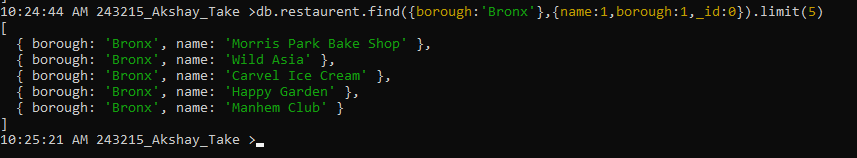 10:24:44 AM 243215_Akshay_Take >db.restaurent.find({borough:'Bronx'},{name:1,borough:1,_id:0}).limit(5)
[
  { borough: 'Bronx', name: 'Morris Park Bake Shop' },
  { borough: 'Bronx', name: 'Wild Asia' },
  { borough: 'Bronx', name: 'Carvel Ice Cream' },
  { borough: 'Bronx', name: 'Happy Garden' },
  { borough: 'Bronx', name: 'Manhem Club' }
]
10:25:21 AM 243215_Akshay_Take >